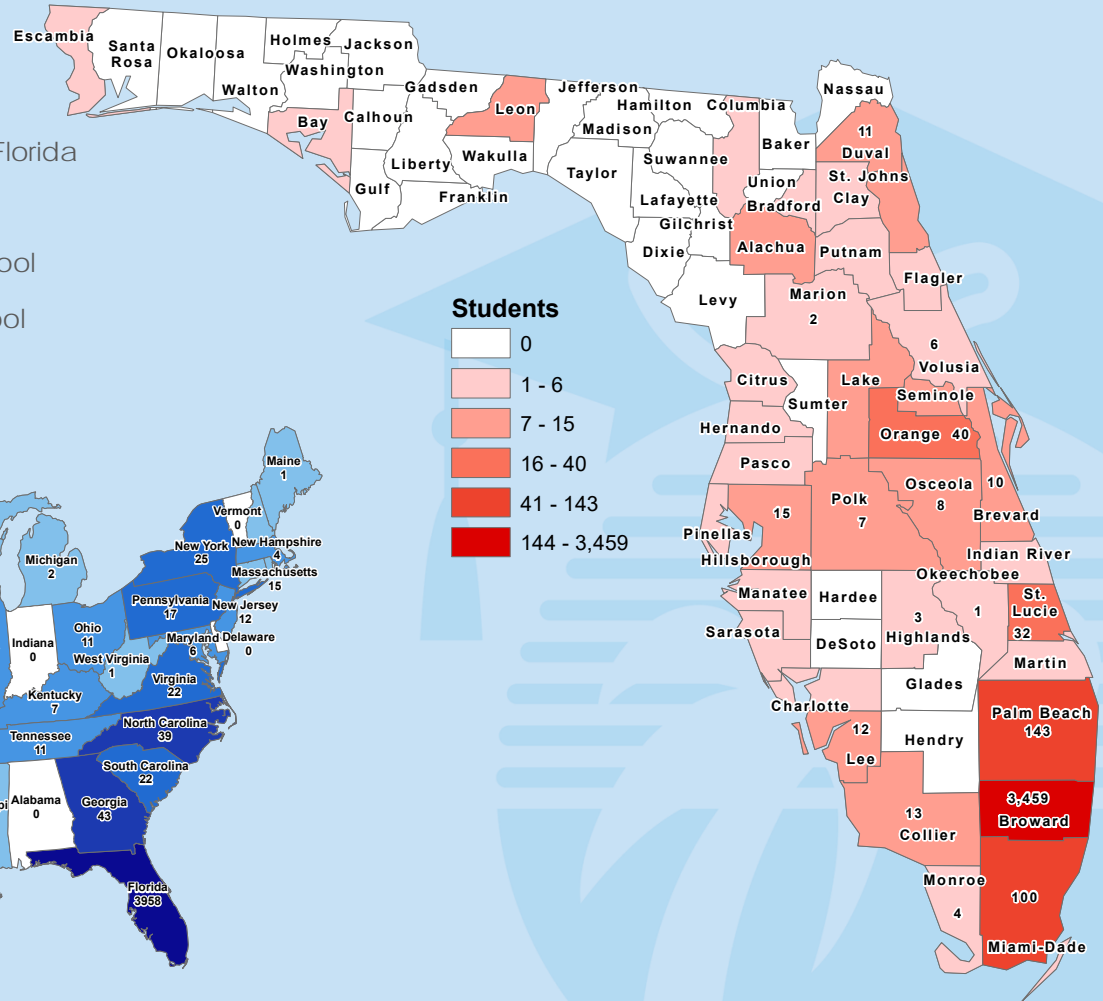 Florida
ool
ol
Escambia
Santa
Rosa
Okaloosa
Walton
Holmes
Jackson
Washington
Bay
Calhoun
Gadsden
Liberty
Gulf
Franklin
Leon
Wakulla
Jefferson
Madison
Hamilton
Taylor
Suwannee
Lafayette
Columbia
Baker
Nassau
11
Duval
St. Johns
Clay
Union
Bradford
Gilchrist
Dixie
Alachua
Putnam
Flagler
Levy
Marion
2
6
Volusia
Citrus
Sumter
Lake
Seminole
Orange 40
Hernando
Pasco
Pinellas
15
Hillsborough
Polk
7
Osceola
8
10
Brevard
Indian River
Okeechobee
1
St.
Lucie
32
Manatee
Hardee
3
Highlands
Sarasota
DeSoto
Martin
Charlotte
Glades
Palm Beach
143
12
Lee
Hendry
3,459
Broward
13
Collier
Monroe
4
100
Miami-Dade
Students
0
1 - 6
7 - 15
16 - 40
41 - 143
144 - 3,459
Maine
1
Vermont
0
New Hampshire
4
New York
25
Massachusetts
15
Michigan
2
Pennsylvania
17
New Jersey
12
Ohio
11
Indiana
0
Maryland
6
Delaware
0
West Virginia
1
Virginia
22
Kentucky
7
North Carolina
39
Tennessee
11
South Carolina
22
pi
Alabama
0
Georgia
43
Florida
3958